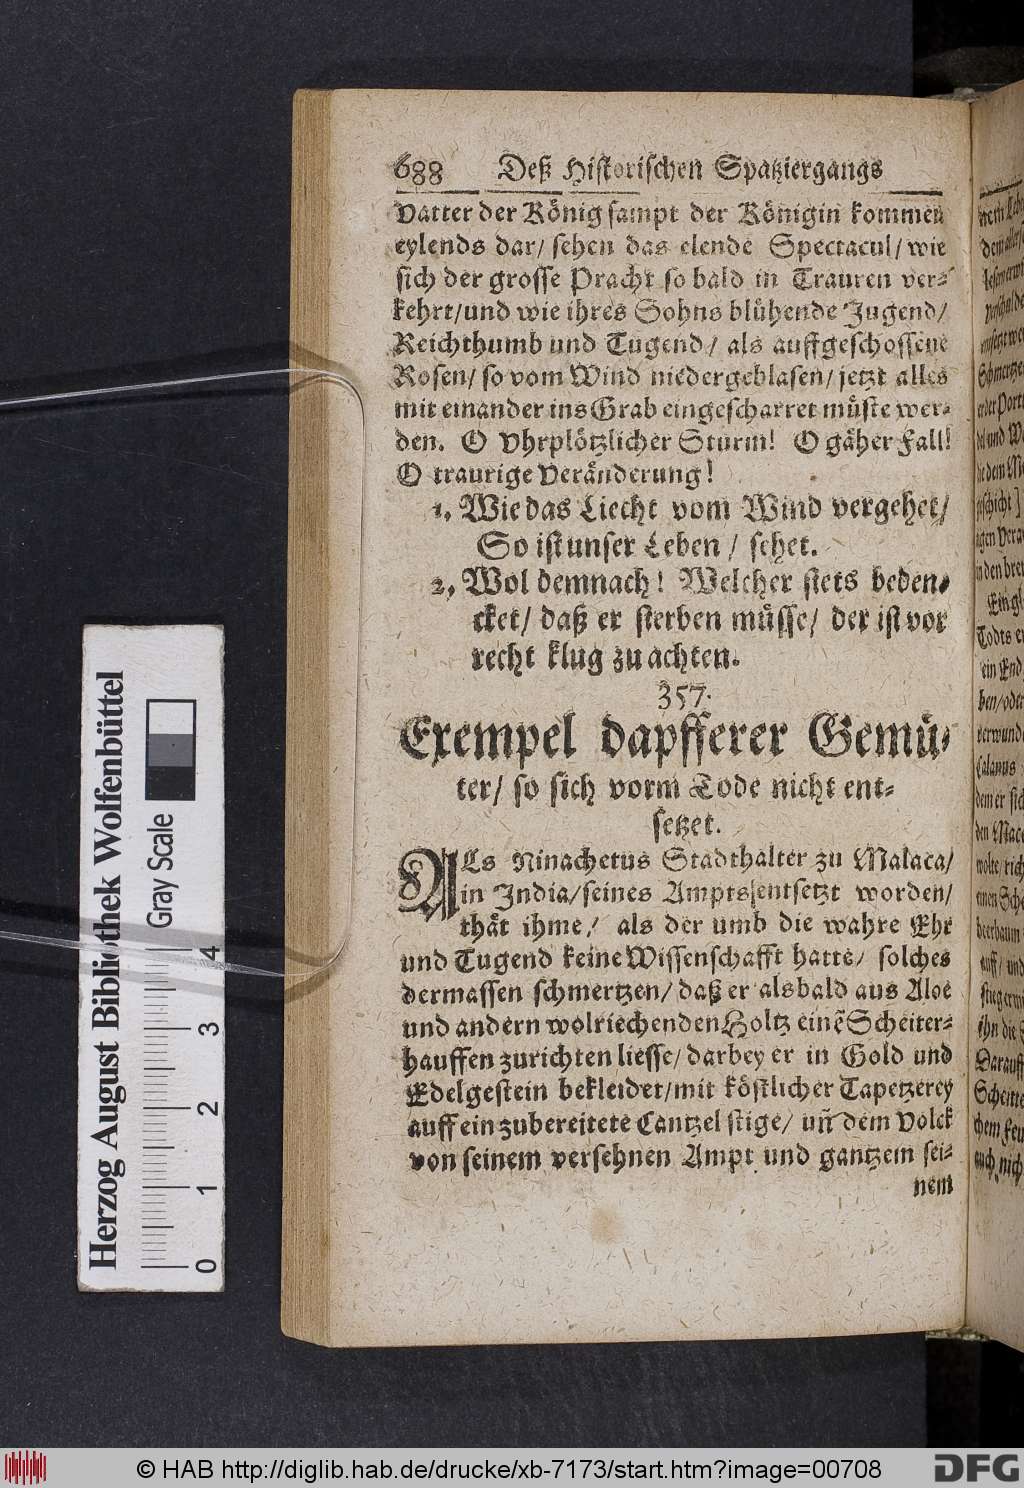 688 Deß Historischen Spatziergangs
Vatter der König sampt der Königin kommen
eylends dar/ sehen das elende Spectacul/ wie
sich der grosse Pracht so bald in Trauren ver-
kehrt/und wie ihres Sohns blühende Jugend/
Reichthumb und Tugend/ als auffgeschossene
Rosen/ so vom Wind niedergeblasen/ jetzt alles
mit einander ins Grab eingescharret müste wer-
den. O Vhrplötzlicher Sturm! O gäher Fall!
O traurige Veränderung!
1. Wie das Liecht vom Wind vergehet/
So ist unser Leben / sehet.
2. Wol demnach! Welcher stets beden-
cket/ daß er sterben müsse/ der ist vor
recht klug zu achten.
357.
Exempel dapfferer Gemü-
ter/ so sich vorm Tode nicht ent-
setzet.
ALs Ninachetus Stadthalter zu Malaca/
in India/seines Ampts entsetzt worden/
thät ihme/ als der umb die wahre Ehr
und Tugend keine Wissenschafft hatte/ solches
dermassen schmertzen/ daß er alsbald aus Aloe
und andern wolriechenden Holtz einẽ Scheiter-
hauffen zurichten liesse/ darbey er in Gold und
Edelgestein bekleidet/mit köstlicher Tapetzerey
auff ein zubereitete Cantzel stige/ uñ dem Volck
von seinem versehnen Ampt und gantzem sei-
nem
Herzog August Bibliothek Wolfenbüttel
Gray Scale
0 1 2 3 4
© HAB http://diglib.hab.de/drucke/xb-7173/start.htm?image=00708
DFG